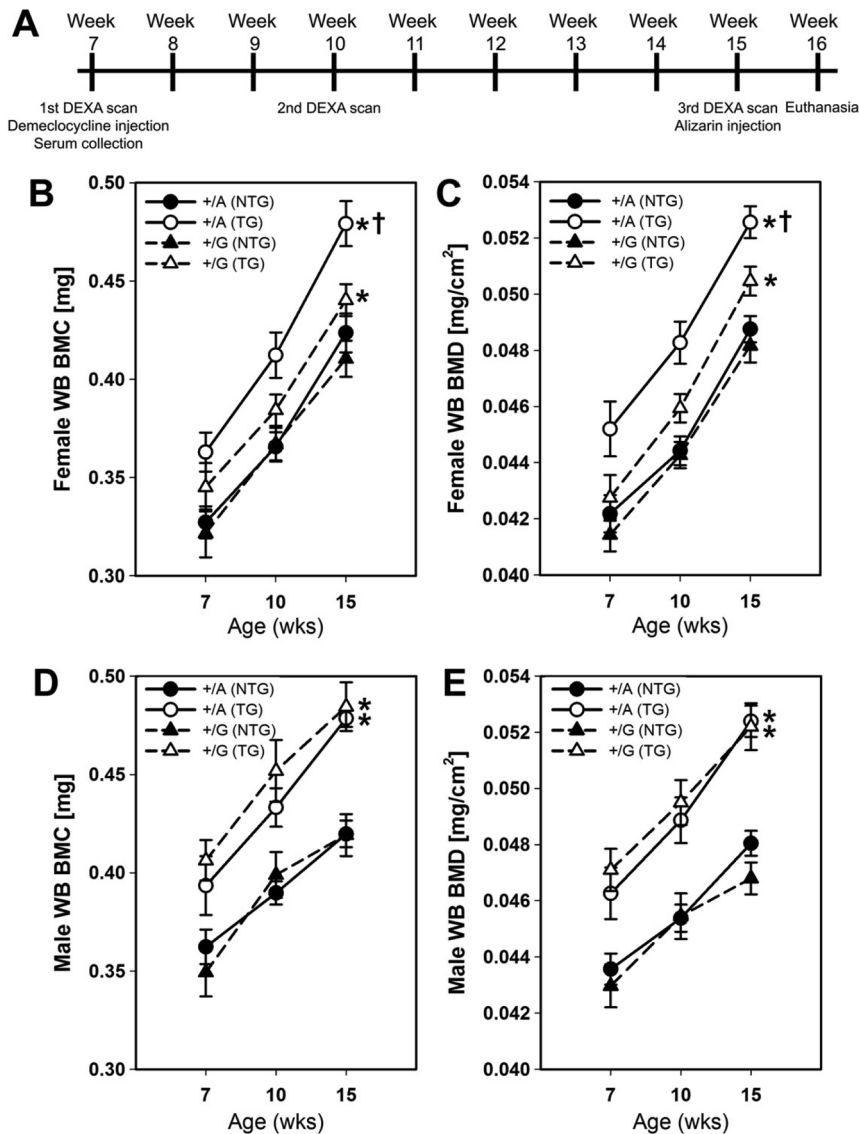 A
Week Week Week Week Week Week Week Week Week Week
7 8 9 10 11 12 13 14 15 16
1st DEXA scan 2nd DEXA scan 3rd DEXA scan Euthanasia
Demeclocycline injection Alizarin injection
Serum collection
B
+/A (NTG)
+/A (TG)
+/G (NTG)
+/G (TG)
*†
*
0.50
0.45
0.40
0.35
0.30
Female WB BMC [mg]
7 10 15
Age (wks)
C
+/A (NTG)
+/A (TG)
+/G (NTG)
+/G (TG)
*†
*
0.054
0.052
0.050
0.048
0.046
0.044
0.042
0.040
Female WB BMD [mg/cm²]
7 10 15
Age (wks)
D
+/A (NTG)
+/A (TG)
+/G (NTG)
+/G (TG)
*
*
0.50
0.45
0.40
0.35
0.30
Male WB BMC [mg]
7 10 15
Age (wks)
E
+/A (NTG)
+/A (TG)
+/G (NTG)
+/G (TG)
*
*
0.054
0.052
0.050
0.048
0.046
0.044
0.042
0.040
Male WB BMD [mg/cm²]
7 10 15
Age (wks)